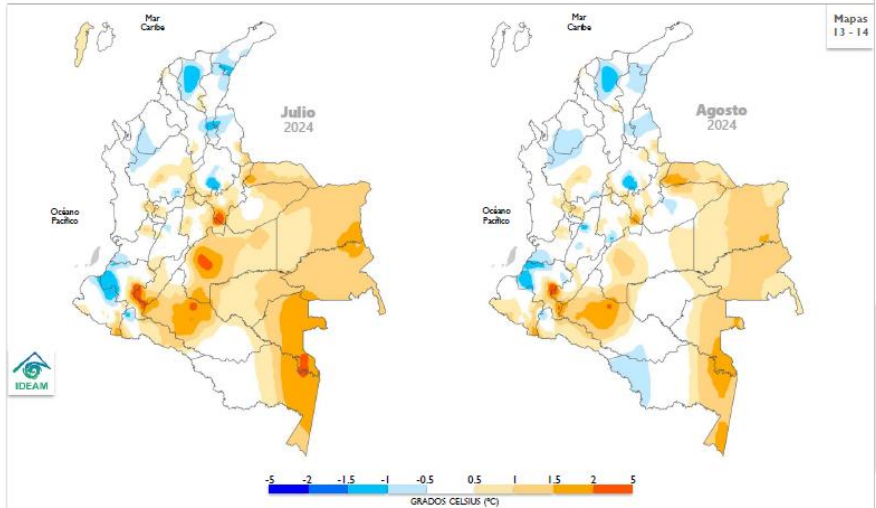 Mar
Caribe
Mar
Caribe
Mapas
13 - 14
Julio
2024
Agosto
2024
Océano
Pacífico
Océano
Pacífico
IDEAM
-5 -2 -1.5 -1 -0.5 0.5 1 1.5 2 5
GRADOS CELSIUS (°C)